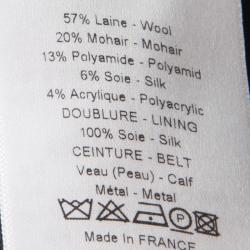 57% Laine - Wool
20% Mohair - Mohair
13% Polyamide - Polyamid
6% Soie - Silk
4% Acrylique - Polyacrylic
DOUBLURE - LINING
100% Soie - Silk
CEINTURE - BELT
Veau (Peau) - Calf
Métal - Metal
P
Made in FRANCE